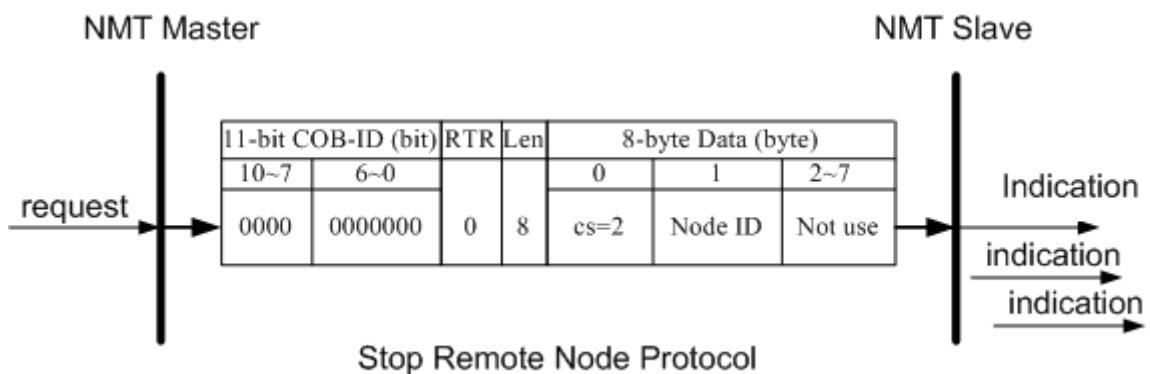 NMT Master NMT Slave
11-bit COB-ID (bit) RTR Len 8-byte Data (byte)
10~7 6~0 0 1 2~7
request 0000 0000000 0 8 cs=2 Node ID Not use Indication
indication
indication
Stop Remote Node Protocol